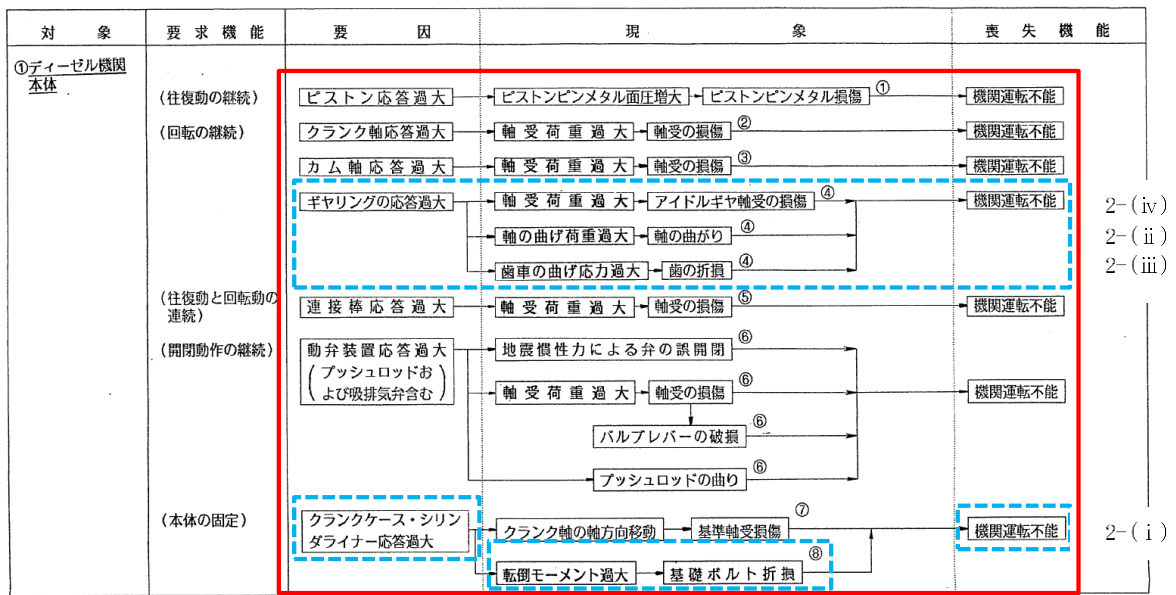 対象 要求機能 要因 現象 喪失機能
①ディーゼル機関
本体
(往復動の継続) ピストン応答過大 ピストンピンメタル面圧増大 ピストンピンメタル損傷 ① 機関運転不能
(回転の継続) クランク軸応答過大 軸受荷重過大 軸受の損傷 ② 機関運転不能
カム軸応答過大 軸受荷重過大 軸受の損傷 ③ 機関運転不能
ギヤリングの応答過大 軸受荷重過大 アイドルギヤ軸受の損傷 ④ 機関運転不能 2-(ⅳ)
軸の曲げ荷重過大 軸の曲がり ④ 2-(ⅱ)
歯車の曲げ応力過大 歯の折損 ④ 2-(ⅲ)
(往復動と回転動の
連続) 連接棒応答過大 軸受荷重過大 軸受の損傷 ⑤ 機関運転不能
(開閉動作の継続) 動弁装置応答過大 地震慣性力による弁の誤開閉 ⑥
(プッシュロッドお
よび吸排気弁含む) 軸受荷重過大 軸受の損傷 ⑥ 機関運転不能
バルブレバーの破損 ⑥
プッシュロッドの曲り ⑥
(本体の固定) クランクケース・シリン
ダライナー応答過大 クランク軸の軸方向移動 基準軸受損傷 ⑦ 機関運転不能 2-(ⅰ)
転倒モーメント過大 基礎ボルト折損 ⑧